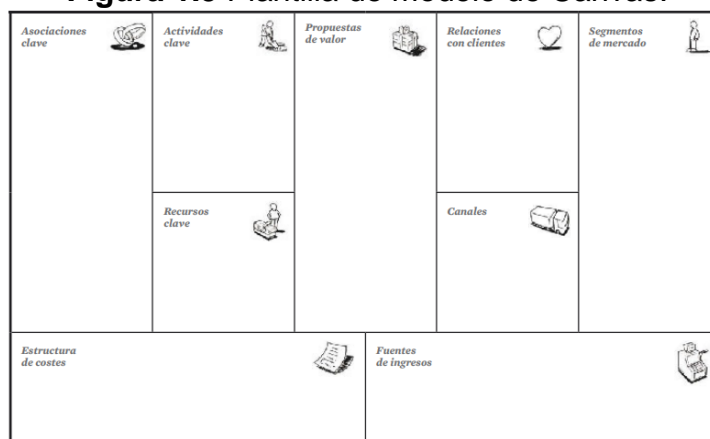 Asociaciones
clave
Actividades
clave
Propuestas
de valor
Relaciones
con clientes
Segmentos
de mercado
Recursos
clave
Canales
Estructura
de costes
Fuentes
de ingresos